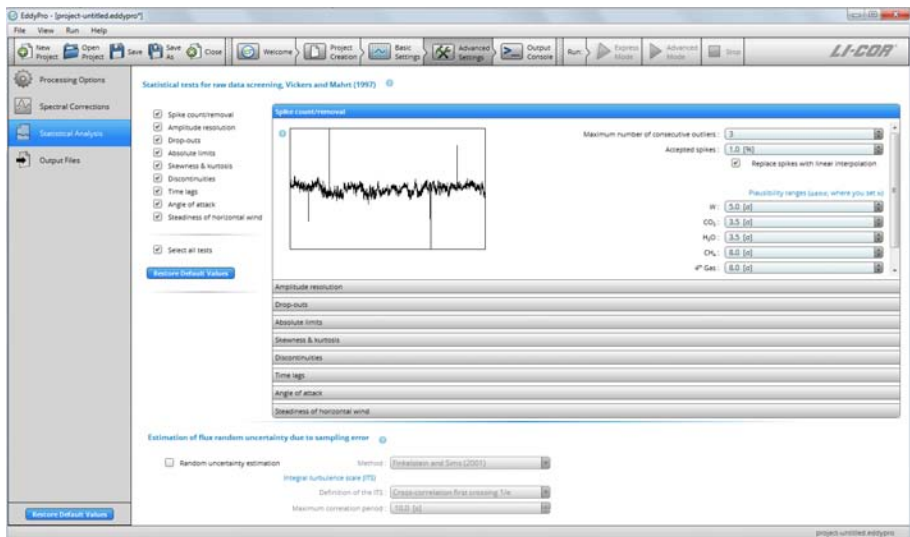 EddyPro - [project-untitled.eddypro*]
File View Run Help
New Project
Open Project
Save
Save As
Close
Welcome
Project Creation
Basic Settings
Advanced Settings
Output Console
Run:
Express Mode
Advanced Mode
Stop
LI-COR
Processing Options
Spectral Corrections
Statistical Analysis
Output Files
Statistical tests for raw data screening, Vickers and Mahrt (1997)
Spike count/removal
Amplitude resolution
Drop-outs
Absolute limits
Skewness & kurtosis
Discontinuities
Time lags
Angle of attack
Steadiness of horizontal wind
Select all tests
Restore Default Values
Spike count/removal
Maximum number of consecutive outliers : 3
Accepted spikes : 1.0 [%]
Replace spikes with linear interpolation
Plausibility ranges (μ±xσ, where you set x)
W : 5.0 [σ]
CO₂ : 3.5 [σ]
H₂O : 3.5 [σ]
CH₄ : 8.0 [σ]
4ᵗʰ Gas : 8.0 [σ]
Amplitude resolution
Drop-outs
Absolute limits
Skewness & kurtosis
Discontinuities
Time lags
Angle of attack
Steadiness of horizontal wind
Estimation of flux random uncertainty due to sampling error
Random uncertainty estimation
Method : Finkelstein and Sims (2001)
Integral turbulence scale (ITS)
Definition of the ITS : Cross-correlation first crossing 1/e
Maximum correlation period : 10.0 [s]
Restore Default Values
project-untitled.eddypro